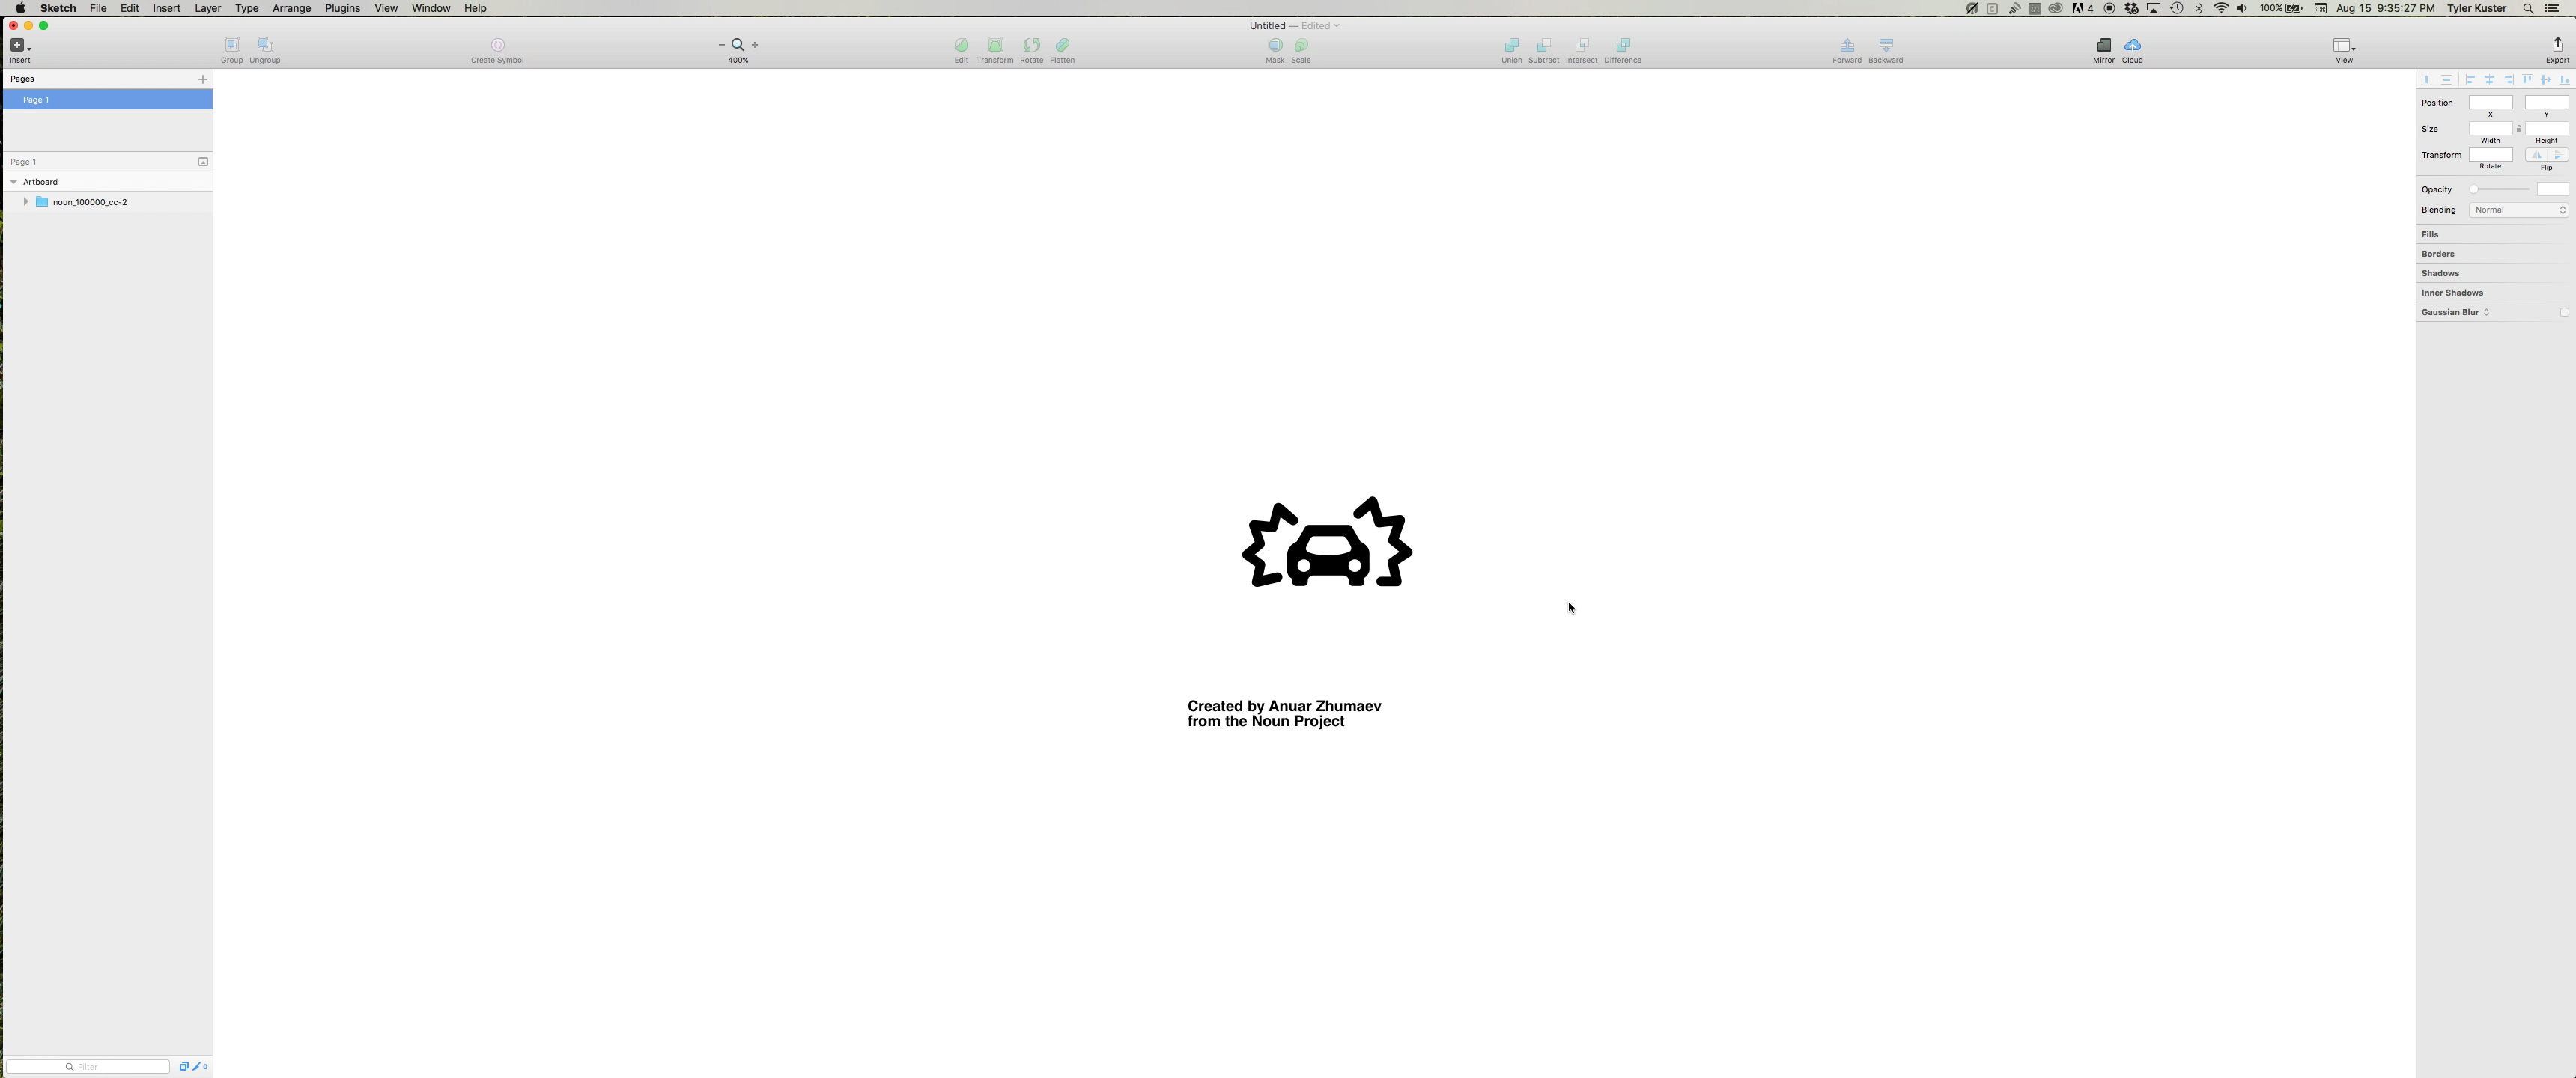 Sketch File Edit Insert Layer Type Arrange Plugins View Window Help
4 100% Aug 15 9:35:27 PM Tyler Kuster
Untitled — Edited
Insert Group Ungroup Create Symbol 400% Edit Transform Rotate Flatten Mask Scale Union Subtract Intersect Difference Forward Backward Mirror Cloud View Export
Pages
Page 1
Page 1
Artboard
noun_100000_cc-2
Position
X Y
Size
Width Height
Transform
Rotate Flip
Opacity
Blending Normal
Fills
Borders
Shadows
Inner Shadows
Gaussian Blur
Created by Anuar Zhumaev
from the Noun Project
Filter 0